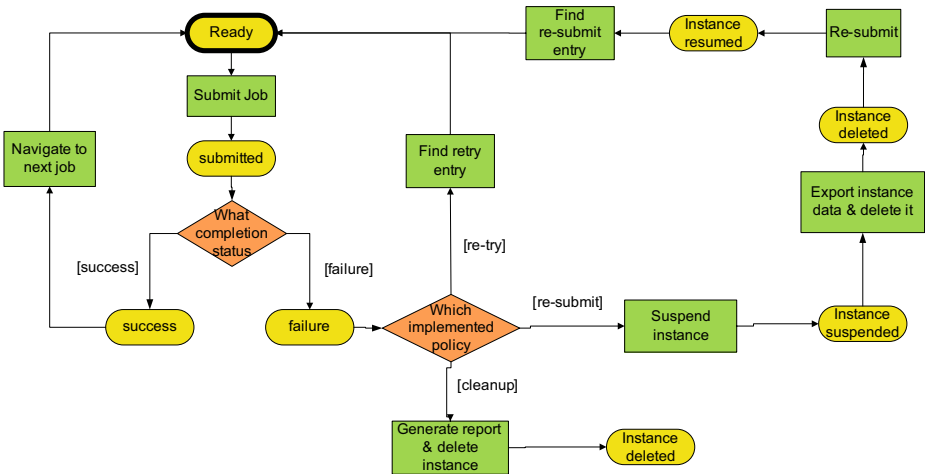 Ready
Find
re-submit
entry
Instance
resumed
Re-submit
Submit Job
Instance
deleted
Navigate to
next job
submitted
Find retry
entry
Export instance
data & delete it
What
completion
status
[success]
[failure]
[re-try]
success
failure
Which
implemented
policy
[re-submit]
Suspend
instance
Instance
suspended
[cleanup]
Generate report
& delete
instance
Instance
deleted